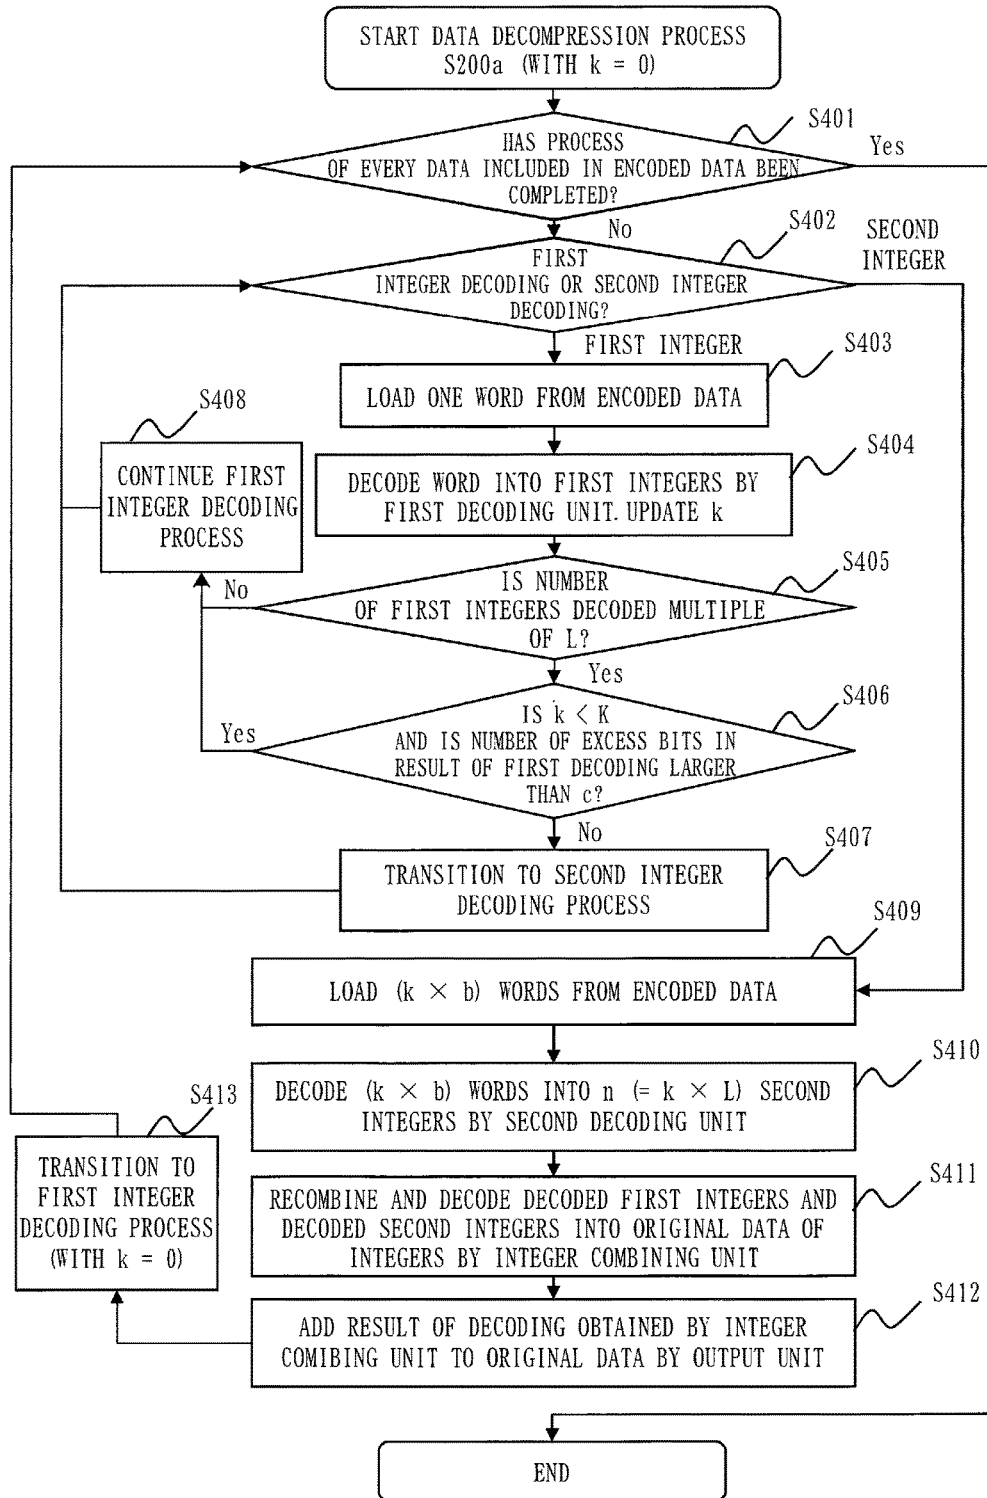 START DATA DECOMPRESSION PROCESS
S200a (WITH k = 0)
S401
HAS PROCESS
OF EVERY DATA INCLUDED IN ENCODED DATA BEEN
COMPLETED?
Yes
No
S402
FIRST
INTEGER DECODING OR SECOND INTEGER
DECODING?
SECOND
INTEGER
FIRST INTEGER
S403
LOAD ONE WORD FROM ENCODED DATA
S408
CONTINUE FIRST
INTEGER DECODING
PROCESS
S404
DECODE WORD INTO FIRST INTEGERS BY
FIRST DECODING UNIT. UPDATE k
S405
IS NUMBER
OF FIRST INTEGERS DECODED MULTIPLE
OF L?
No
Yes
S406
IS k < K
AND IS NUMBER OF EXCESS BITS IN
RESULT OF FIRST DECODING LARGER
THAN c?
Yes
No
S407
TRANSITION TO SECOND INTEGER
DECODING PROCESS
S409
LOAD (k × b) WORDS FROM ENCODED DATA
S410
DECODE (k × b) WORDS INTO n (= k × L) SECOND
INTEGERS BY SECOND DECODING UNIT
S413
TRANSITION TO
FIRST INTEGER
DECODING PROCESS
(WITH k = 0)
S411
RECOMBINE AND DECODE DECODED FIRST INTEGERS AND
DECODED SECOND INTEGERS INTO ORIGINAL DATA OF
INTEGERS BY INTEGER COMBINING UNIT
S412
ADD RESULT OF DECODING OBTAINED BY INTEGER
COMIBING UNIT TO ORIGINAL DATA BY OUTPUT UNIT
END